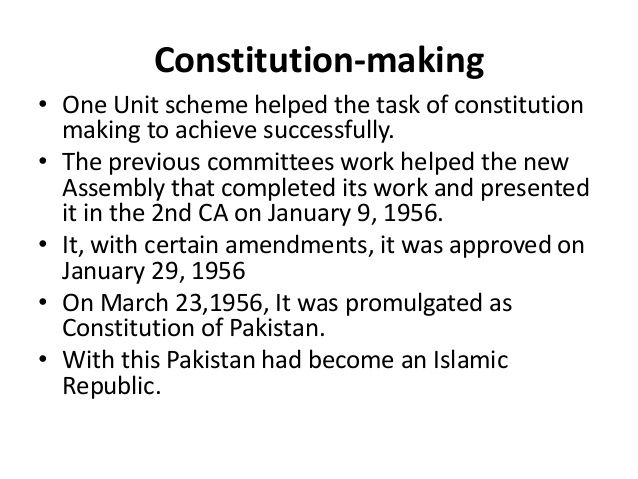 Constitution-making
• One Unit scheme helped the task of constitution
making to achieve successfully.
• The previous committees work helped the new
Assembly that completed its work and presented
it in the 2nd CA on January 9, 1956.
• It, with certain amendments, it was approved on
January 29, 1956
• On March 23,1956, It was promulgated as
Constitution of Pakistan.
• With this Pakistan had become an Islamic
Republic.